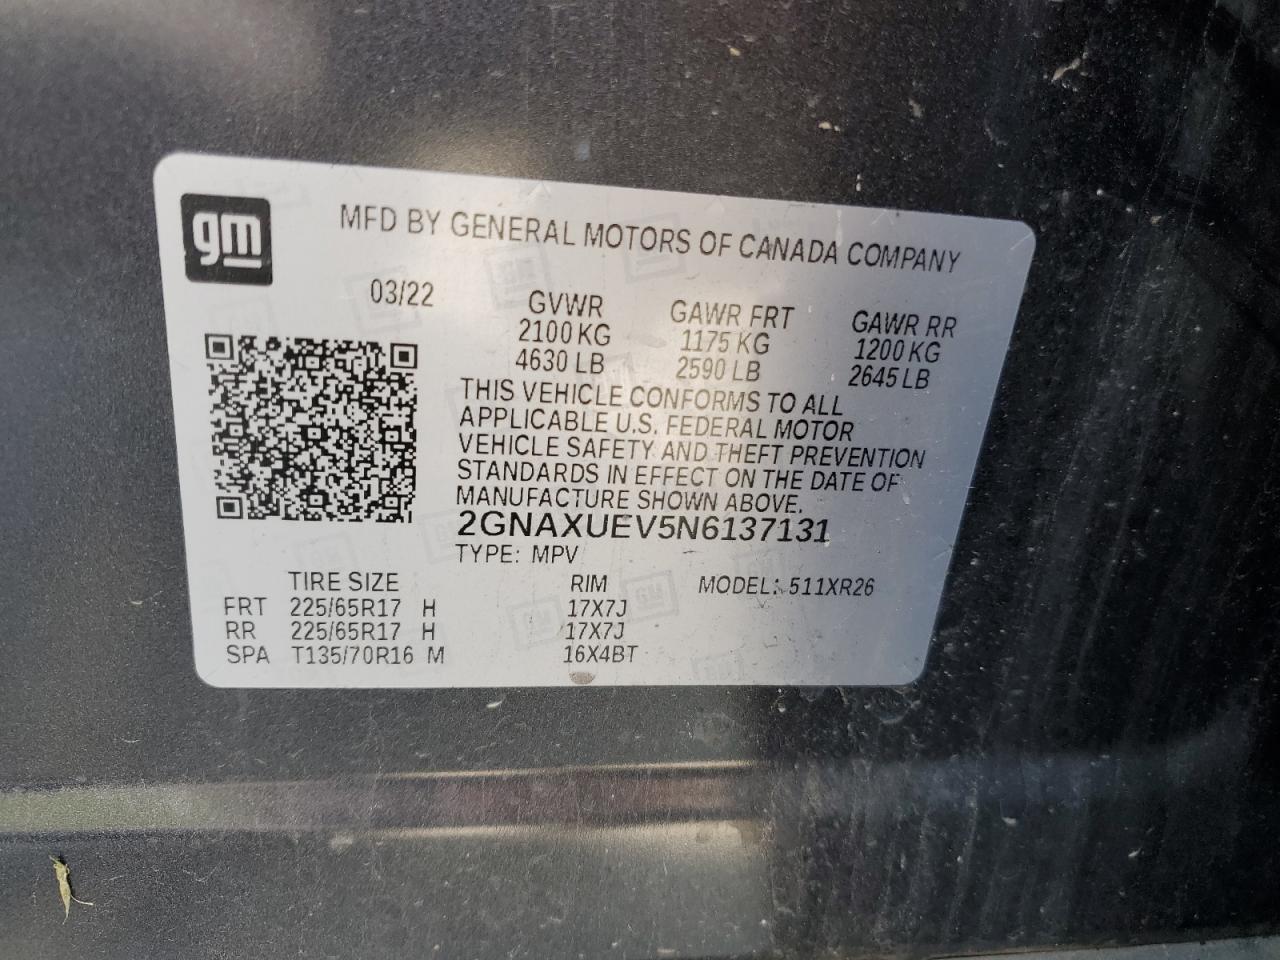 gm
MFD BY GENERAL MOTORS OF CANADA COMPANY
03/22
GVWR GAWR FRT GAWR RR
2100 KG 1175 KG 1200 KG
4630 LB 2590 LB 2645 LB
THIS VEHICLE CONFORMS TO ALL
APPLICABLE U.S. FEDERAL MOTOR
VEHICLE SAFETY AND THEFT PREVENTION
STANDARDS IN EFFECT ON THE DATE OF
MANUFACTURE SHOWN ABOVE.
2GNAXUEV5N6137131
TYPE: MPV
TIRE SIZE RIM MODEL: 511XR26
FRT 225/65R17 H 17X7J
RR 225/65R17 H 17X7J
SPA T135/70R16 M 16X4BT